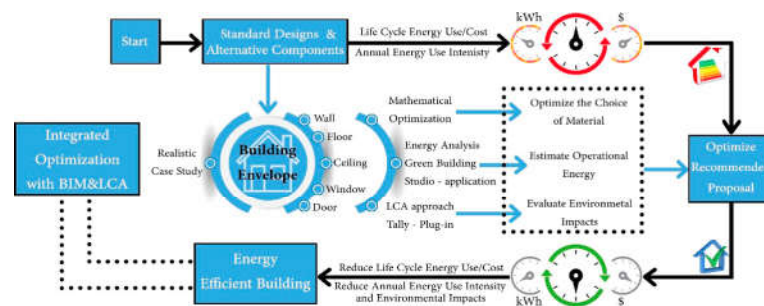 Start
Standard Designs &
Alternative Components
Life Cycle Energy Use/Cost
Annual Energy Use Intenisty
kWh
$
Integrated
Optimization
with BIM&LCA
Realistic
Case Study
Building
Envelope
Wall
Floor
Ceiling
Window
Door
Mathematical
Optimization
Energy Analysis
Green Building
Studio - application
LCA approach
Tally - Plug-in
Optimize the Choice
of Material
Estimate Operational
Energy
Evaluate Environmetal
Impacts
Optimize
Recommended
Proposal
Energy
Efficient Building
Reduce Life Cycle Energy Use/Cost
Reduce Annual Energy Use Intensity
and Environmental Impacts
kWh
$